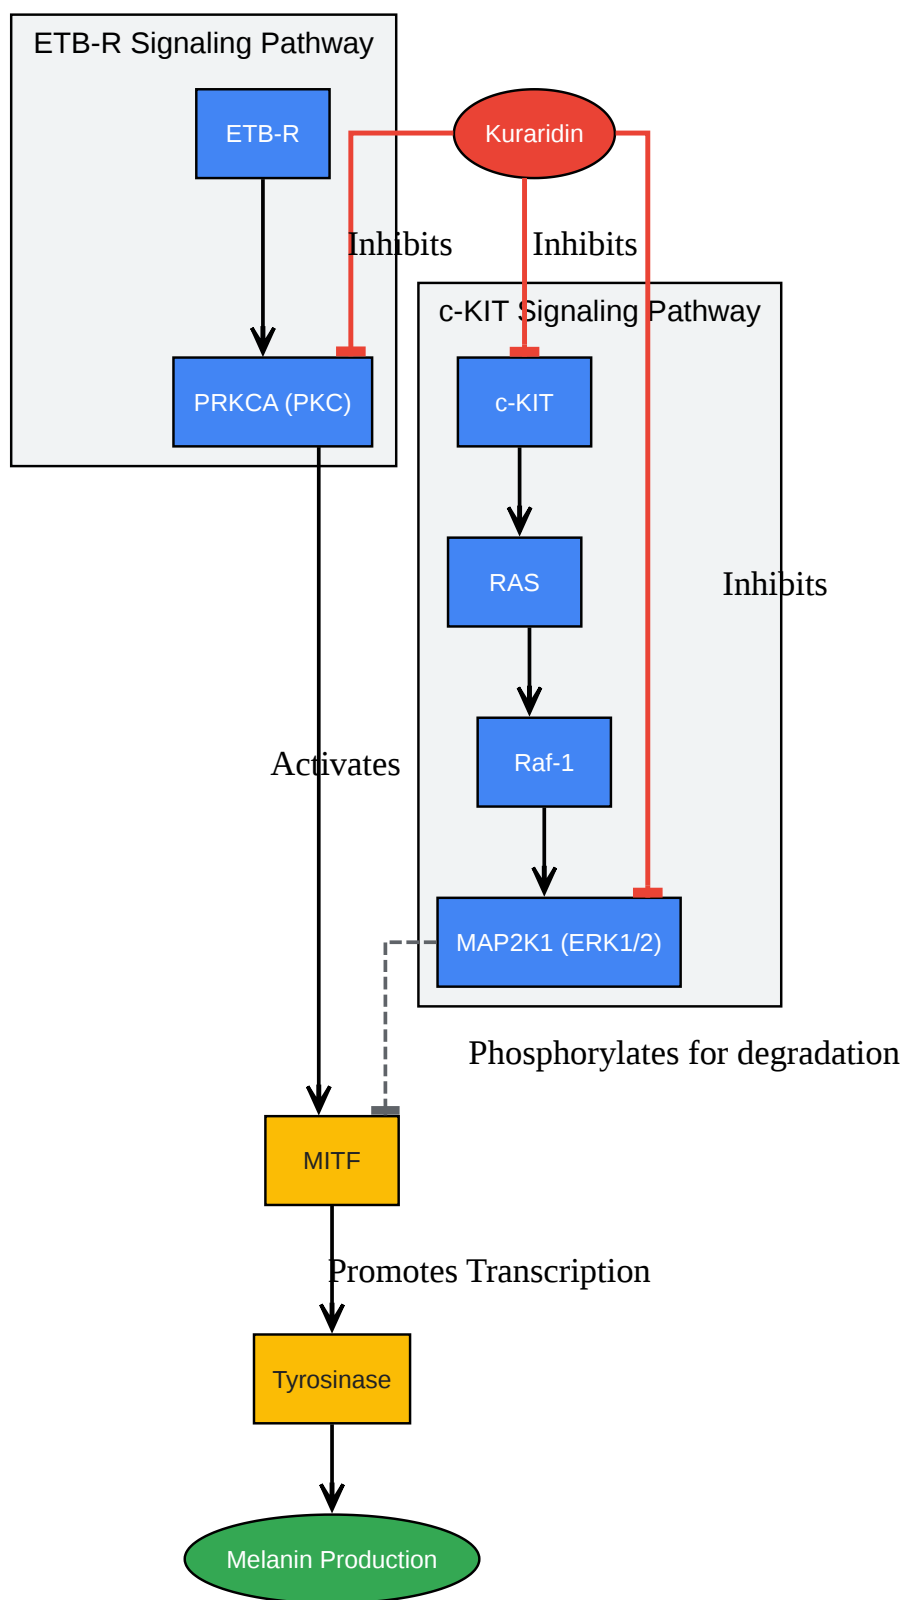 ETB-R Signaling Pathway
ETB-R
Kuraridin
Inhibits
Inhibits
c-KIT Signaling Pathway
PRKCA (PKC)
c-KIT
RAS
Inhibits
Raf-1
Activates
MAP2K1 (ERK1/2)
Phosphorylates for degradation
MITF
Promotes Transcription
Tyrosinase
Melanin Production